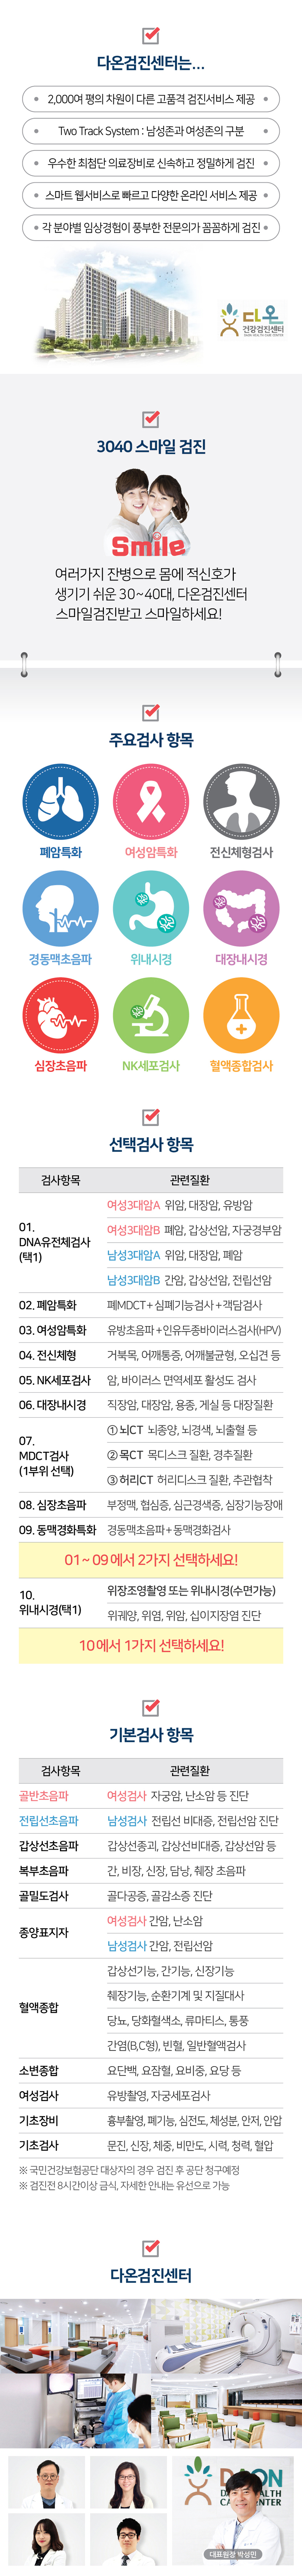 다온검진센터는...
2,000여 평의 차원이 다른 고품격 검진서비스 제공
Two Track System : 남성존과 여성존의 구분
우수한 최첨단 의료장비로 신속하고 정밀하게 검진
스마트 웹서비스로 빠르고 다양한 온라인 서비스 제공
각 분야별 임상경험이 풍부한 전문의가 꼼꼼하게 검진
다온
건강검진센터
3040 스마일 검진
Smile
여러가지 잔병으로 몸에 적신호가
생기기 쉬운 30~40대, 다온검진센터
스마일검진받고 스마일하세요!
주요검사 항목
폐암특화 여성암특화 전신체형검사
경동맥초음파 위내시경 대장내시경
심장초음파 NK세포검사 혈액종합검사
선택검사 항목
검사항목 관련질환
01.
DNA유전체검사
(택1)
여성3대암A 위암, 대장암, 유방암
여성3대암B 폐암, 갑상선암, 자궁경부암
남성3대암A 위암, 대장암, 폐암
남성3대암B 간암, 갑상선암, 전립선암
02. 폐암특화 폐MDCT + 심폐기능검사 + 객담검사
03. 여성암특화 유방초음파 + 인유두종바이러스검사(HPV)
04. 전신체형 거북목, 어깨통증, 어깨불균형, 오십견 등
05. NK세포검사 암, 바이러스 면역세포 활성도 검사
06. 대장내시경 직장암, 대장암, 용종, 게실 등 대장질환
07.
MDCT검사
(1부위 선택)
① 뇌CT 뇌종양, 뇌경색, 뇌출혈 등
② 목CT 목디스크 질환, 경추질환
③ 허리CT 허리디스크 질환, 추관협착
08. 심장초음파 부정맥, 협심증, 심근경색증, 심장기능장애
09. 동맥경화특화 경동맥초음파 + 동맥경화검사
01 ~ 09 에서 2가지 선택하세요!
10.
위내시경(택1)
위장조영촬영 또는 위내시경(수면가능)
위궤양, 위염, 위암, 십이지장염 진단
10에서 1가지 선택하세요!
기본검사 항목
검사항목 관련질환
골반초음파 여성검사 자궁암, 난소암 등 진단
전립선초음파 남성검사 전립선 비대증, 전립선암 진단
갑상선초음파 갑상선종괴, 갑상선비대증, 갑상선암 등
복부초음파 간, 비장, 신장, 담낭, 췌장 초음파
골밀도검사 골다공증, 골감소증 진단
종양표지자
여성검사 간암, 난소암
남성검사 간암, 전립선암
혈액종합
갑상선기능, 간기능, 신장기능
췌장기능, 순환기계 및 지질대사
당뇨, 당화혈색소, 류마티스, 통풍
간염(B,C형), 빈혈, 일반혈액검사
소변종합 요단백, 요잠혈, 요비중, 요당 등
여성검사 유방촬영, 자궁세포검사
기초장비 흉부촬영, 폐기능, 심전도, 체성분, 안저, 안압
기초검사 문진, 신장, 체중, 비만도, 시력, 청력, 혈압
※ 국민건강보험공단 대상자의 경우 검진 후 공단 청구예정
※ 검진전 8시간이상 금식, 자세한 안내는 유선으로 가능
다온검진센터
대표원장 박성민